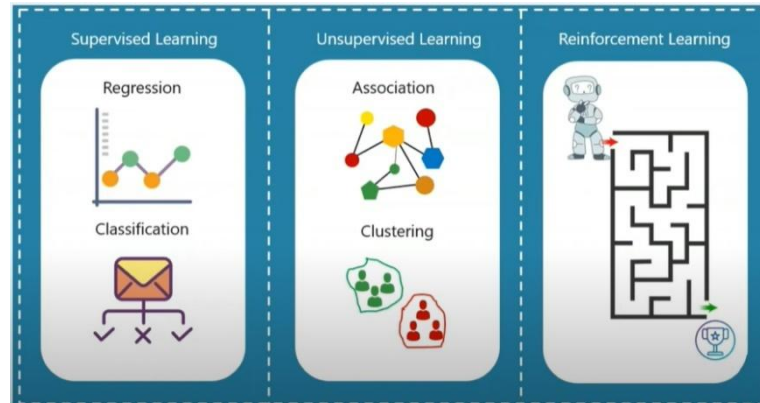 Supervised Learning
Regression
Classification
Unsupervised Learning
Association
Clustering
Reinforcement Learning